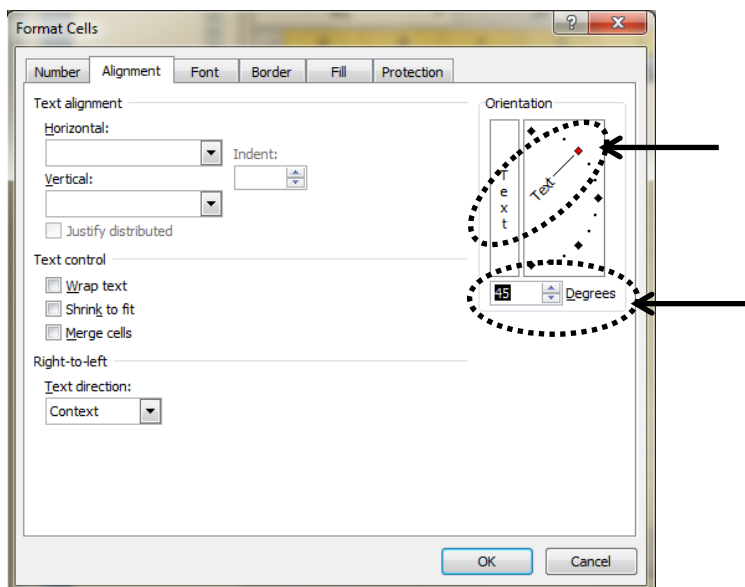 Format Cells
?
X
Number
Alignment
Font
Border
Fill
Protection
Text alignment
Horizontal:
Indent:
Vertical:
Justify distributed
Text control
Wrap text
Shrink to fit
Merge cells
Right-to-left
Text direction:
Context
Orientation
Text
Text
45
Degrees
OK
Cancel